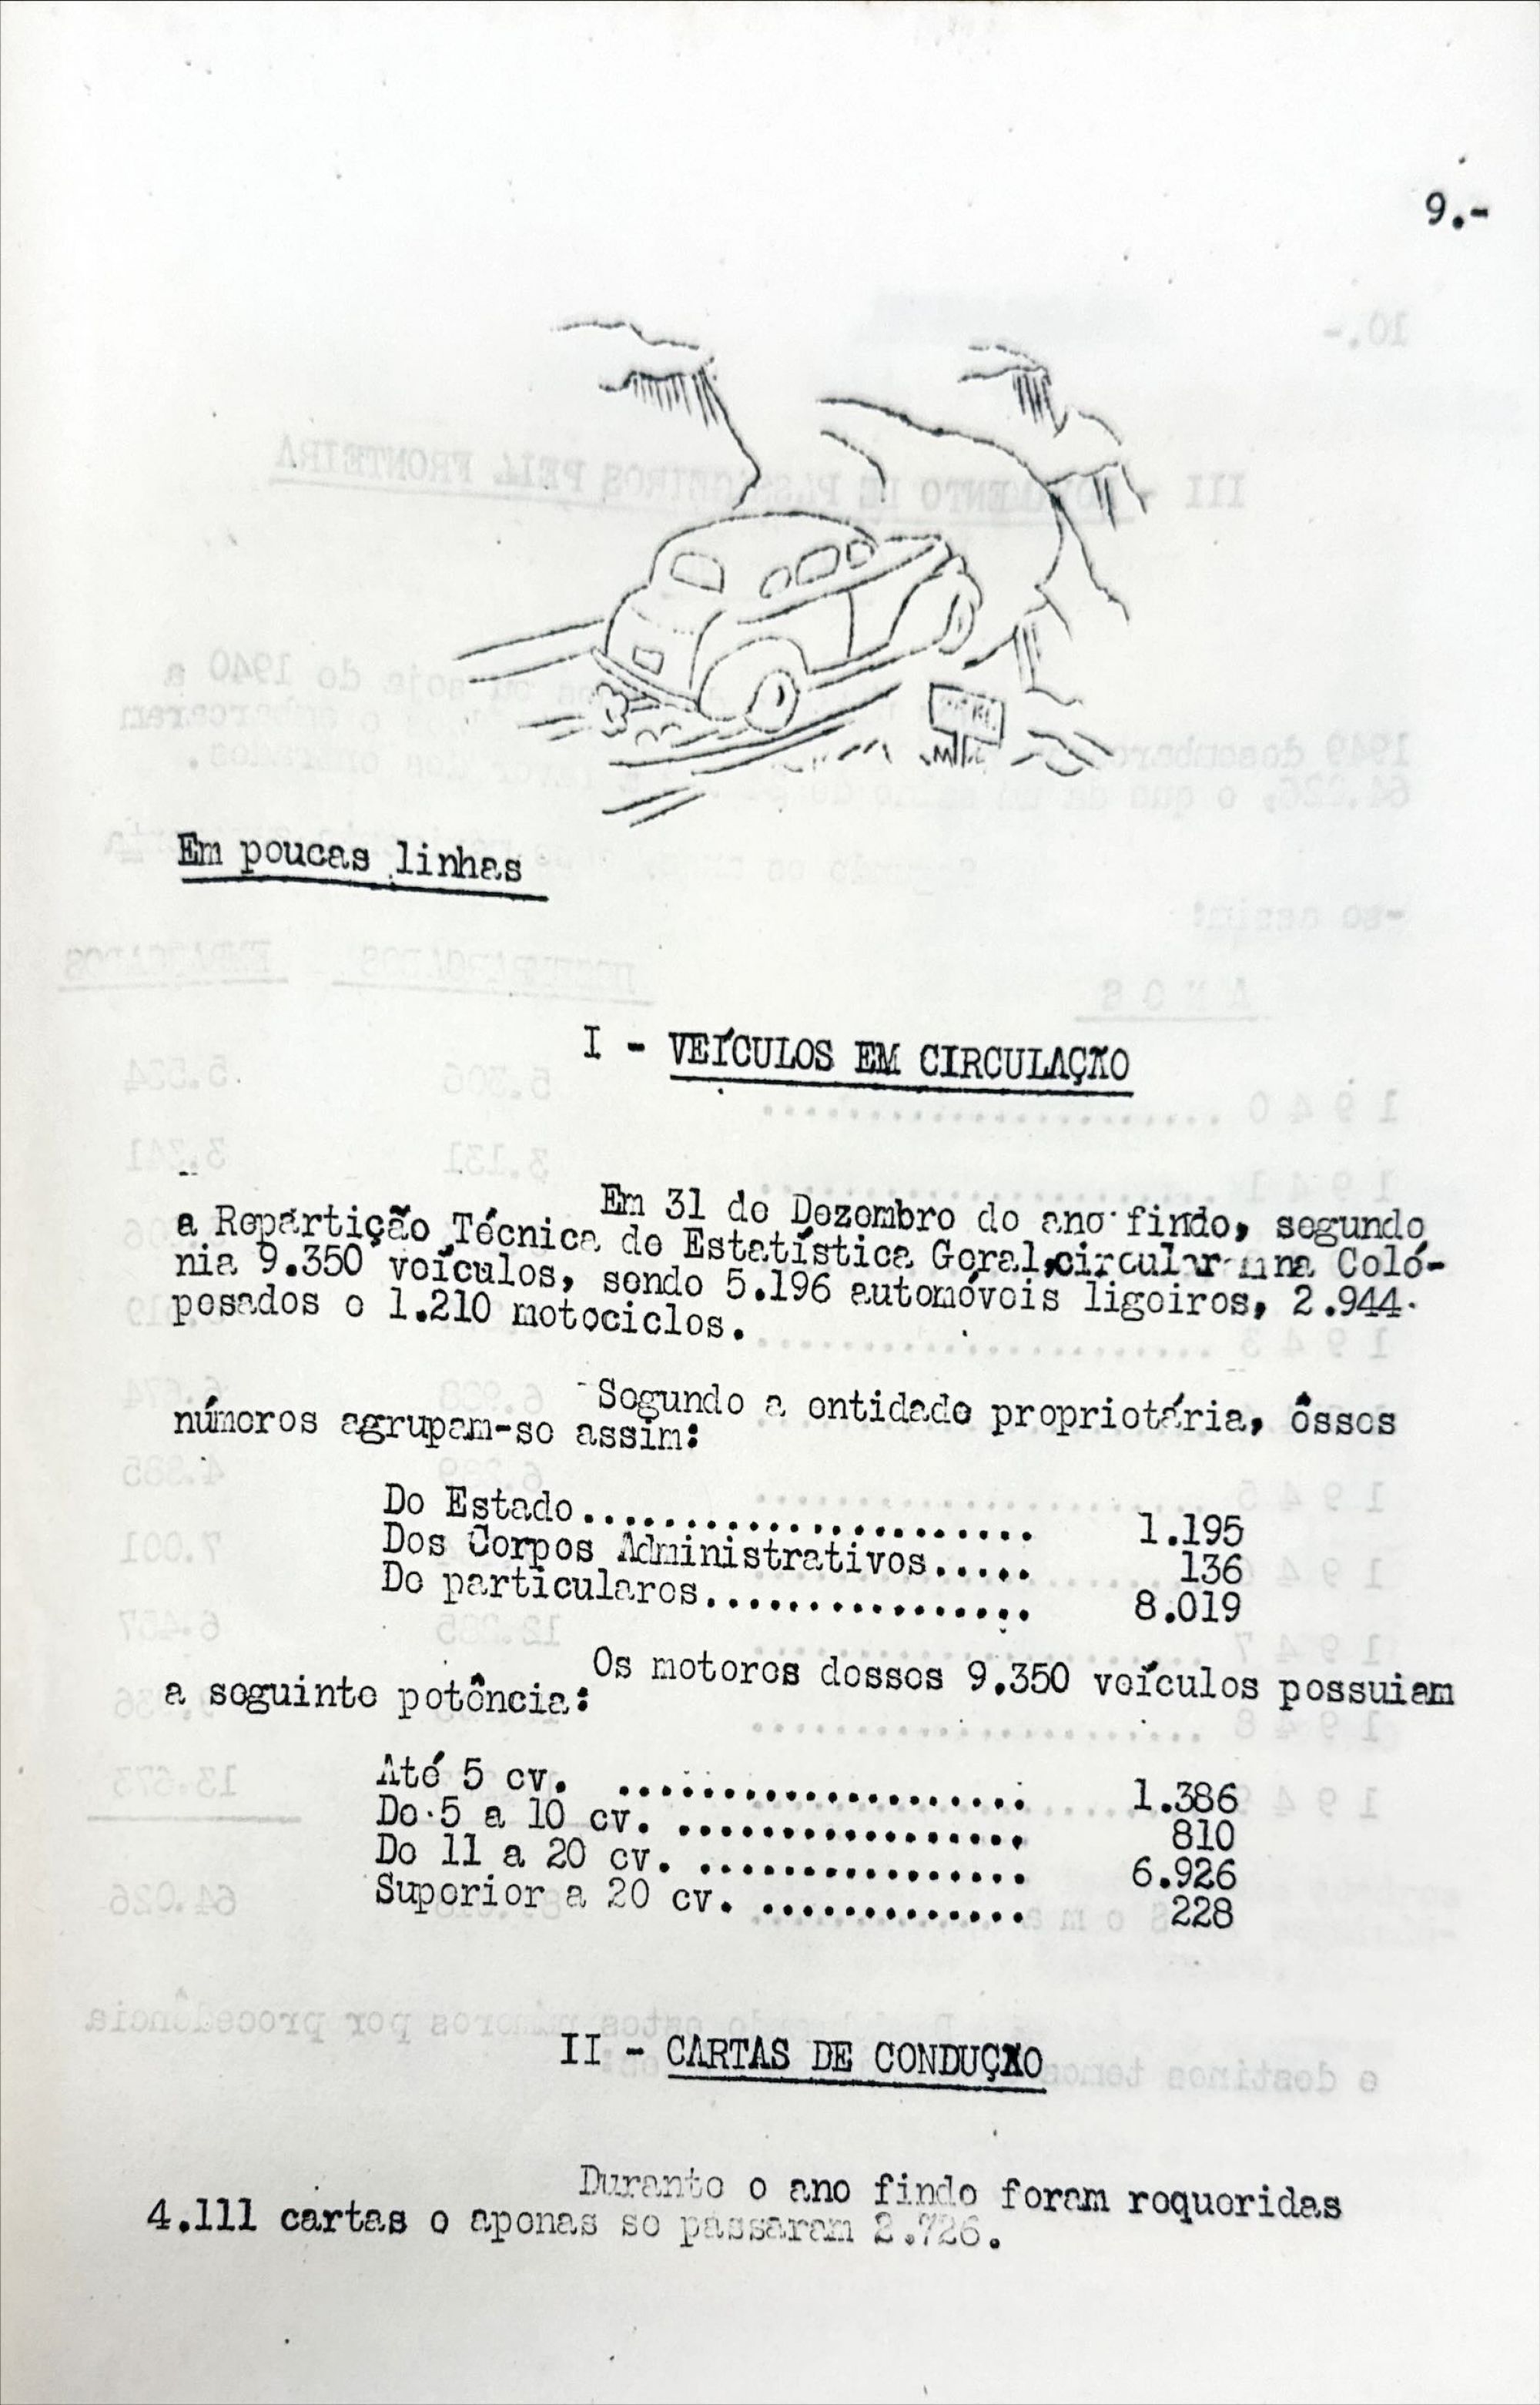 9.-
Em poucas linhas
I - VEÍCULOS EM CIRCULAÇÃO
Em 31 de Dezembro do ano findo, segundo
a Repartição Técnica de Estatística Geral, circularam na Coló-
nia 9.350 veículos, sendo 5.196 automóveis ligeiros, 2.944
pesados e 1.210 motociclos.
Segundo a entidade proprietária, êsses
números agrupam-se assim:
Do Estado...................... 1.195
Dos Corpos Administrativos..... 136
De particulares................ 8.019
Os motores desses 9.350 veículos possuiam
a seguinte potência:
Até 5 cv. .................... 1.386
De 5 a 10 cv. ................. 810
De 11 a 20 cv. ................ 6.926
Superior a 20 cv. ............. 228
II - CARTAS DE CONDUÇÃO
Durante o ano findo foram requeridas
4.111 cartas e apenas se passaram 2.726.